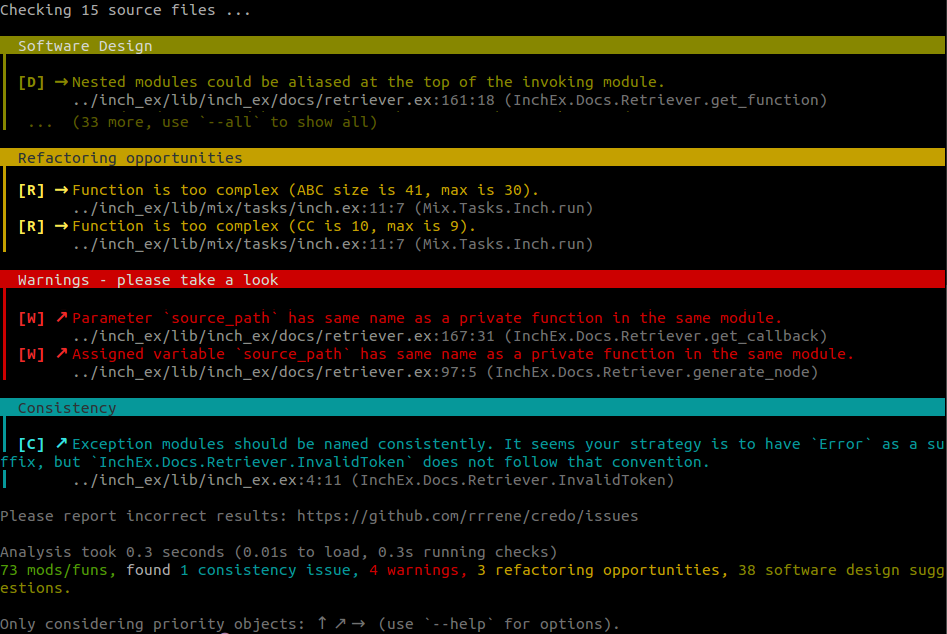 Checking 15 source files ...
Software Design
[D] → Nested modules could be aliased at the top of the invoking module.
../inch_ex/lib/inch_ex/docs/retriever.ex:161:18 (InchEx.Docs.Retriever.get_function)
... (33 more, use `--all` to show all)
Refactoring opportunities
[R] → Function is too complex (ABC size is 41, max is 30).
../inch_ex/lib/mix/tasks/inch.ex:11:7 (Mix.Tasks.Inch.run)
[R] → Function is too complex (CC is 10, max is 9).
../inch_ex/lib/mix/tasks/inch.ex:11:7 (Mix.Tasks.Inch.run)
Warnings - please take a look
[W] ↗ Parameter `source_path` has same name as a private function in the same module.
../inch_ex/lib/inch_ex/docs/retriever.ex:167:31 (InchEx.Docs.Retriever.get_callback)
[W] ↗ Assigned variable `source_path` has same name as a private function in the same module.
../inch_ex/lib/inch_ex/docs/retriever.ex:97:5 (InchEx.Docs.Retriever.generate_node)
Consistency
[C] ↗ Exception modules should be named consistently. It seems your strategy is to have `Error` as a su
ffix, but `InchEx.Docs.Retriever.InvalidToken` does not follow that convention.
../inch_ex/lib/inch_ex.ex:4:11 (InchEx.Docs.Retriever.InvalidToken)
Please report incorrect results: https://github.com/rrrene/credo/issues
Analysis took 0.3 seconds (0.01s to load, 0.3s running checks)
73 mods/funs, found 1 consistency issue, 4 warnings, 3 refactoring opportunities, 38 software design sugg
estions.
Only considering priority objects: ↑ ↗ → (use `--help` for options).